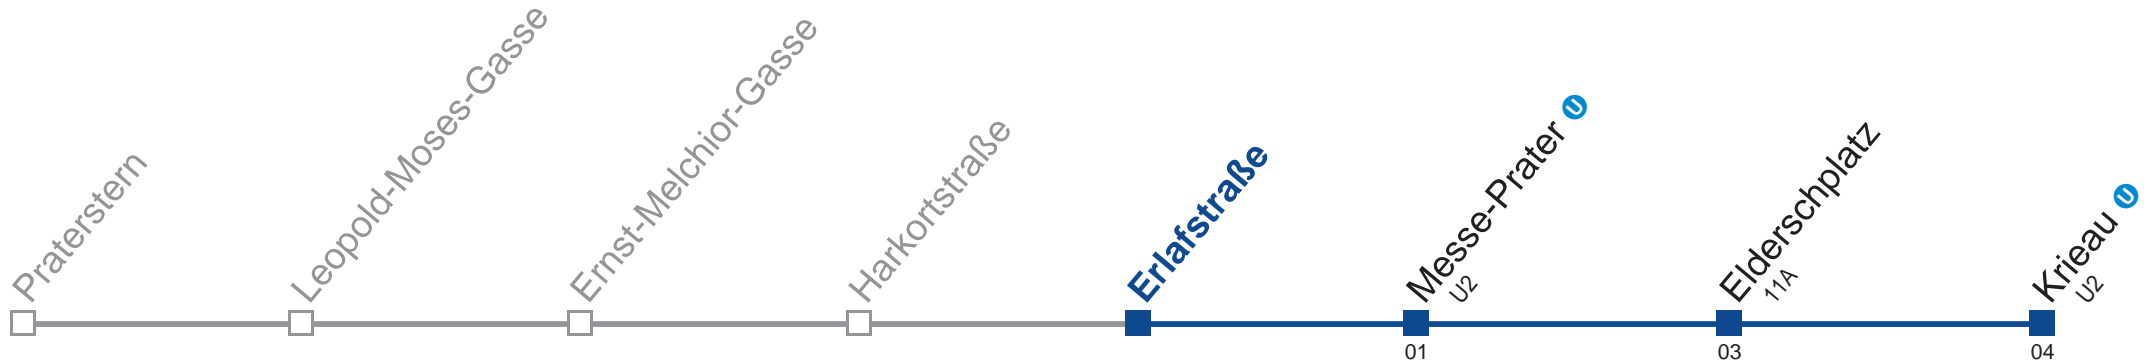 Praterstern
Leopold-Moses-Gasse
Ernst-Melchior-Gasse
Harkortstraße
Erlafstraße
Messe-Prater U
U2
Elderschplatz
11A
Krieau U
U2
01
03
04